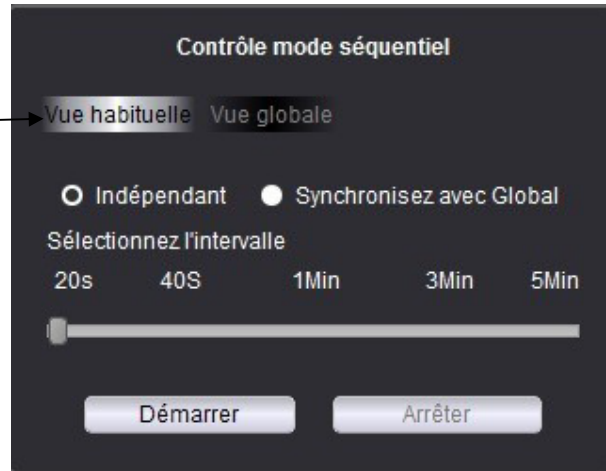 Contrôle mode séquentiel
Vue habituelle Vue globale
Indépendant Synchronisez avec Global
Sélectionnez l'intervalle
20s 40S 1Min 3Min 5Min
Démarrer Arrêter